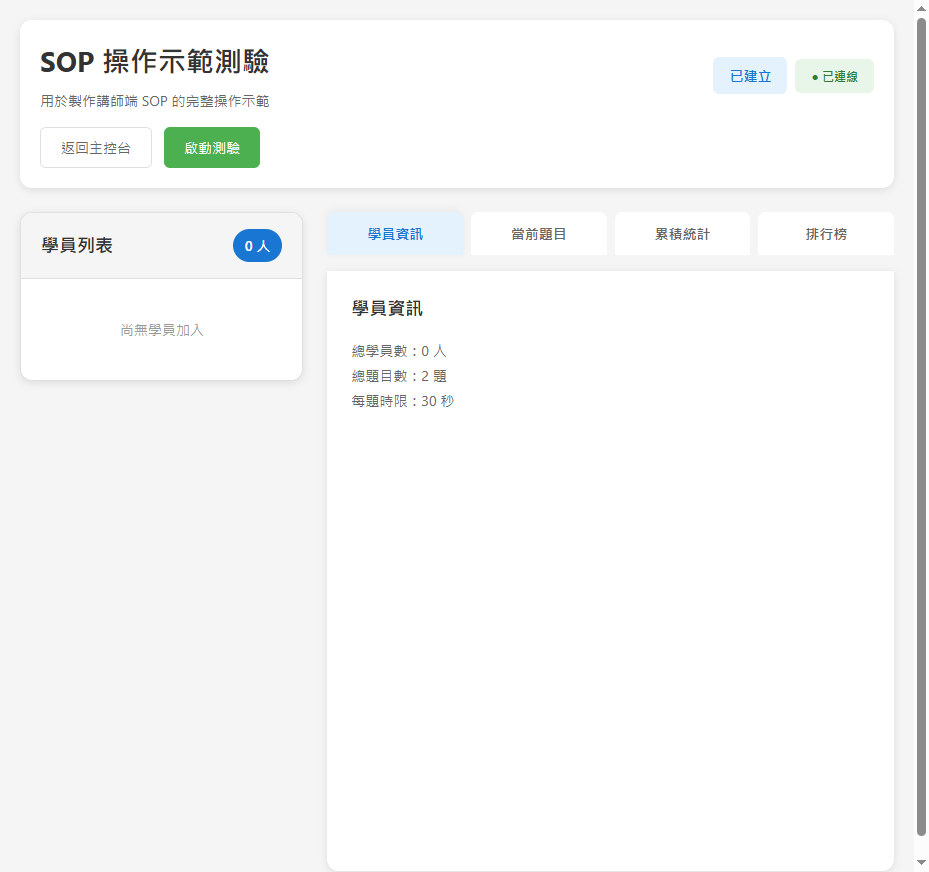 SOP 操作示範測驗
用於製作講師端 SOP 的完整操作示範
返回主控台
啟動測驗
已建立
● 已連線
學員列表
0 人
尚無學員加入
學員資訊
當前題目
累積統計
排行榜
學員資訊
總學員數：0 人
總題目數：2 題
每題時限：30 秒